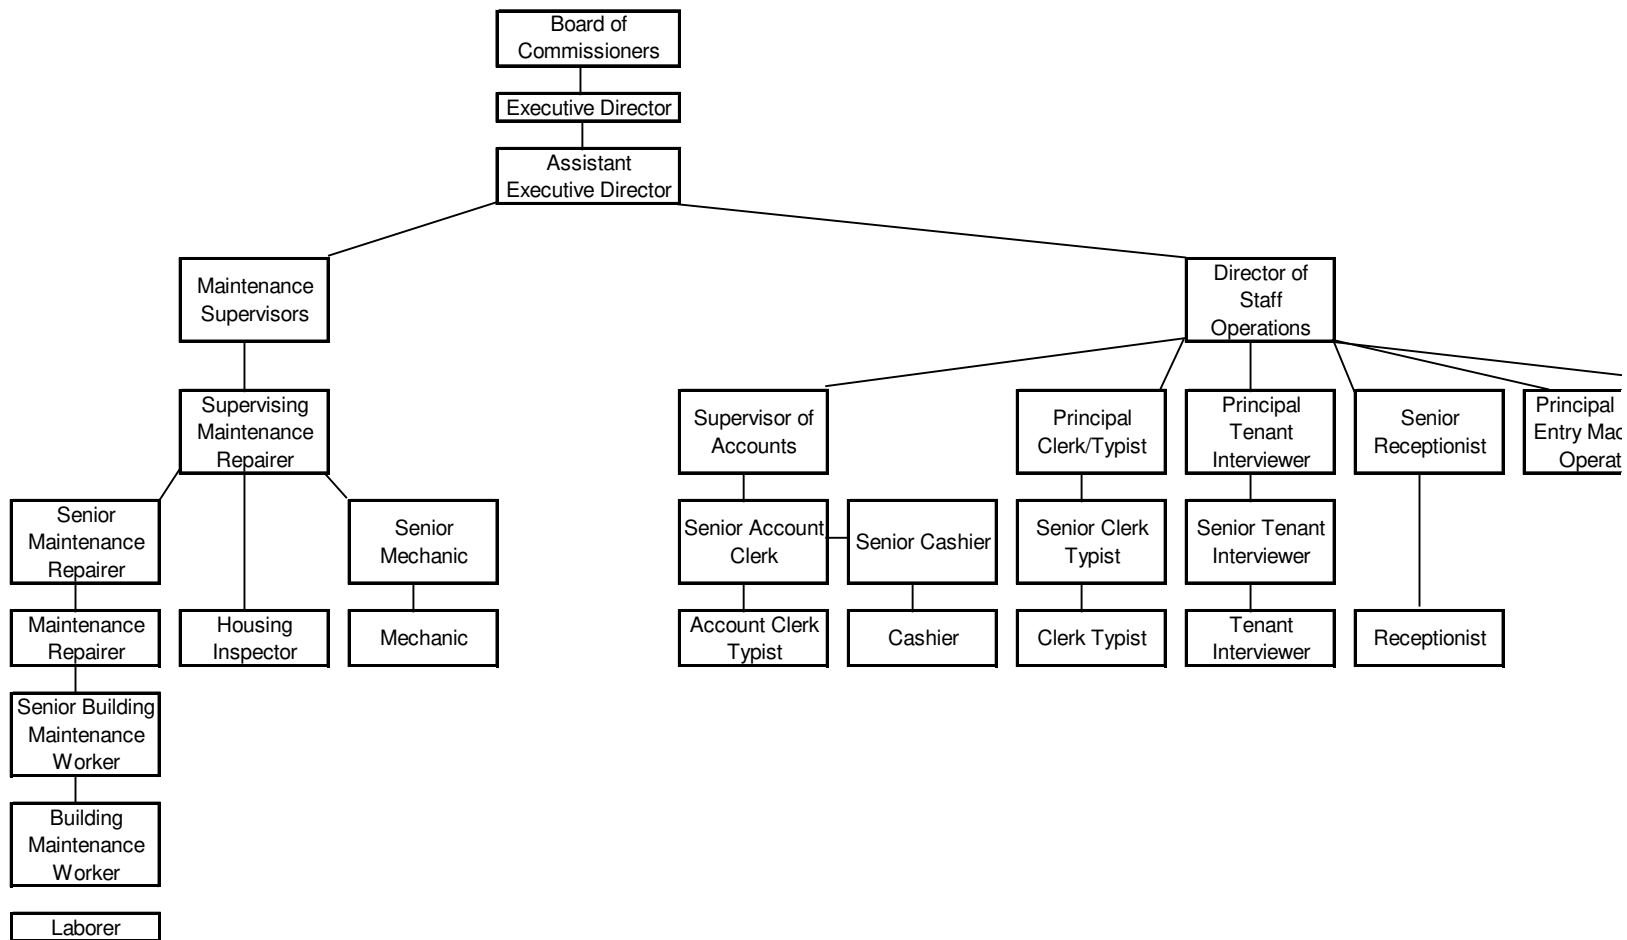 Board of
Commissioners
Executive Director
Assistant
Executive Director
Maintenance
Supervisors
Director of
Staff
Operations
Supervising
Maintenance
Repairer
Supervisor of
Accounts
Principal
Clerk/Typist
Principal
Tenant
Interviewer
Senior
Receptionist
Principal
Entry Mac
Operat
Senior
Maintenance
Repairer
Senior
Mechanic
Senior Account
Clerk
Senior Cashier
Senior Clerk
Typist
Senior Tenant
Interviewer
Maintenance
Repairer
Housing
Inspector
Mechanic
Account Clerk
Typist
Cashier
Clerk Typist
Tenant
Interviewer
Receptionist
Senior Building
Maintenance
Worker
Building
Maintenance
Worker
Laborer